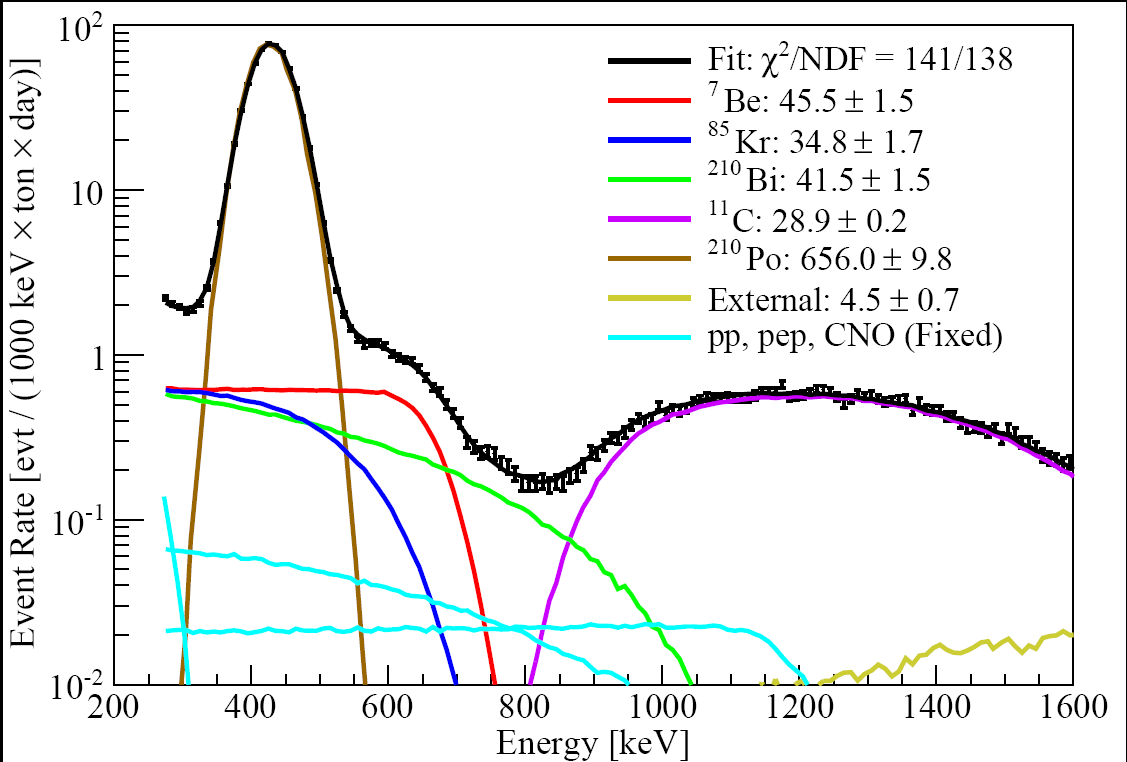 Event Rate [evt / (1000 keV × ton × day)]
10²
10
1
10⁻¹
10⁻²
Fit: χ²/NDF = 141/138
⁷Be: 45.5 ± 1.5
⁸⁵Kr: 34.8 ± 1.7
²¹⁰Bi: 41.5 ± 1.5
¹¹C: 28.9 ± 0.2
²¹⁰Po: 656.0 ± 9.8
External: 4.5 ± 0.7
pp, pep, CNO (Fixed)
200 400 600 800 1000 1200 1400 1600
Energy [keV]